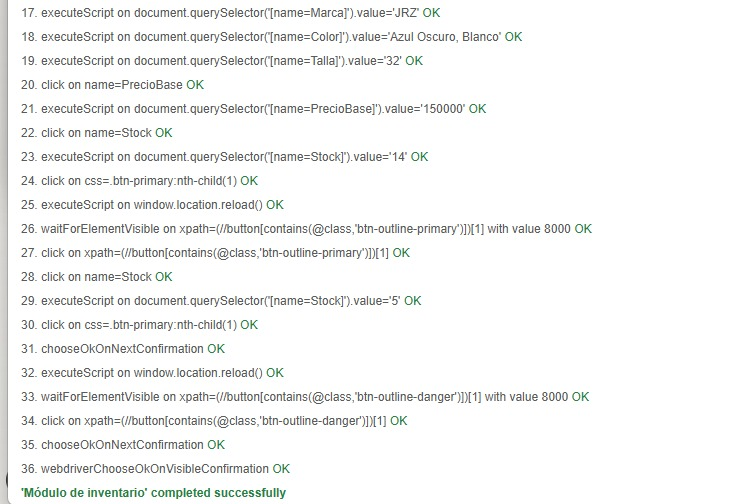 17. executeScript on document.querySelector('[name=Marca]').value='JRZ' OK
18. executeScript on document.querySelector('[name=Color]').value='Azul Oscuro, Blanco' OK
19. executeScript on document.querySelector('[name=Talla]').value='32' OK
20. click on name=PrecioBase OK
21. executeScript on document.querySelector('[name=PrecioBase]').value='150000' OK
22. click on name=Stock OK
23. executeScript on document.querySelector('[name=Stock]').value='14' OK
24. click on css=.btn-primary:nth-child(1) OK
25. executeScript on window.location.reload() OK
26. waitForElementVisible on xpath=(//button[contains(@class,'btn-outline-primary')])[1] with value 8000 OK
27. click on xpath=(//button[contains(@class,'btn-outline-primary')])[1] OK
28. click on name=Stock OK
29. executeScript on document.querySelector('[name=Stock]').value='5' OK
30. click on css=.btn-primary:nth-child(1) OK
31. chooseOkOnNextConfirmation OK
32. executeScript on window.location.reload() OK
33. waitForElementVisible on xpath=(//button[contains(@class,'btn-outline-danger')])[1] with value 8000 OK
34. click on xpath=(//button[contains(@class,'btn-outline-danger')])[1] OK
35. chooseOkOnNextConfirmation OK
36. webdriverChooseOkOnVisibleConfirmation OK
'Módulo de inventario' completed successfully